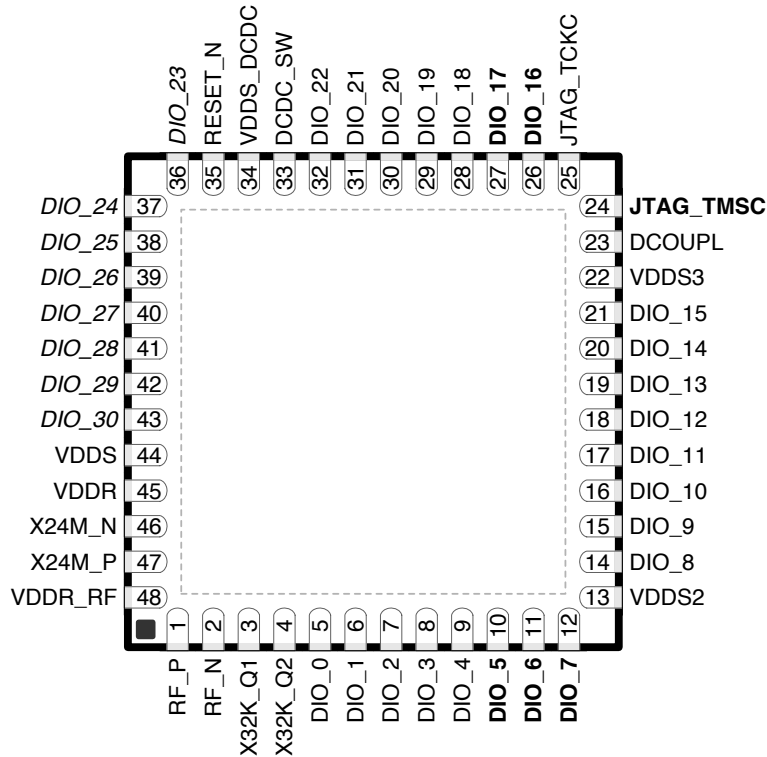 DIO_23
RESET_N
VDDS_DCDC
DCDC_SW
DIO_22
DIO_21
DIO_20
DIO_19
DIO_18
DIO_17
DIO_16
JTAG_TCKC
36
35
34
33
32
31
30
29
28
27
26
25
DIO_24 37
DIO_25 38
DIO_26 39
DIO_27 40
DIO_28 41
DIO_29 42
DIO_30 43
VDDS 44
VDDR 45
X24M_N 46
X24M_P 47
VDDR_RF 48
24 JTAG_TMSC
23 DCOUPL
22 VDDS3
21 DIO_15
20 DIO_14
19 DIO_13
18 DIO_12
17 DIO_11
16 DIO_10
15 DIO_9
14 DIO_8
13 VDDS2
1
2
3
4
5
6
7
8
9
10
11
12
RF_P
RF_N
X32K_Q1
X32K_Q2
DIO_0
DIO_1
DIO_2
DIO_3
DIO_4
DIO_5
DIO_6
DIO_7